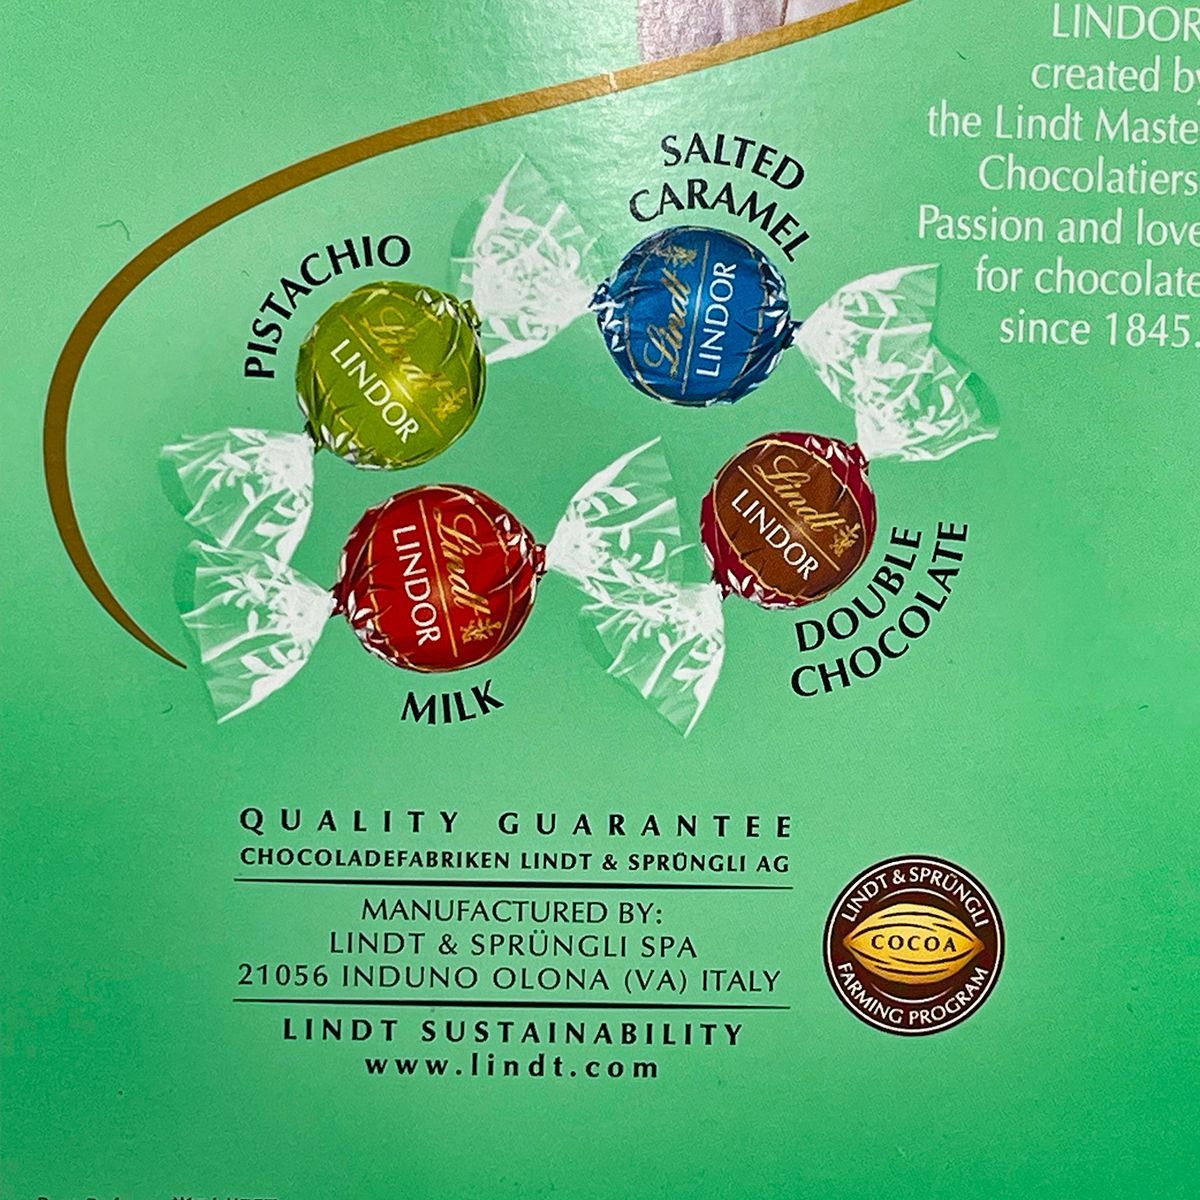 LINDOR
created by
the Lindt Maste
Chocolatiers
Passion and love
for chocolate
since 1845.
SALTED
CARAMEL
PISTACHIO
Lindt
LINDOR
Lindt
LINDOR
Lindt
LINDOR
Lindt
LINDOR
DOUBLE
CHOCOLATE
MILK
QUALITY GUARANTEE
CHOCOLADEFABRIKEN LINDT & SPRÜNGLI AG
MANUFACTURED BY:
LINDT & SPRÜNGLI SPA
21056 INDUNO OLONA (VA) ITALY
LINDT SUSTAINABILITY
www.lindt.com
LINDT & SPRÜNGLI
COCOA
FARMING PROGRAM